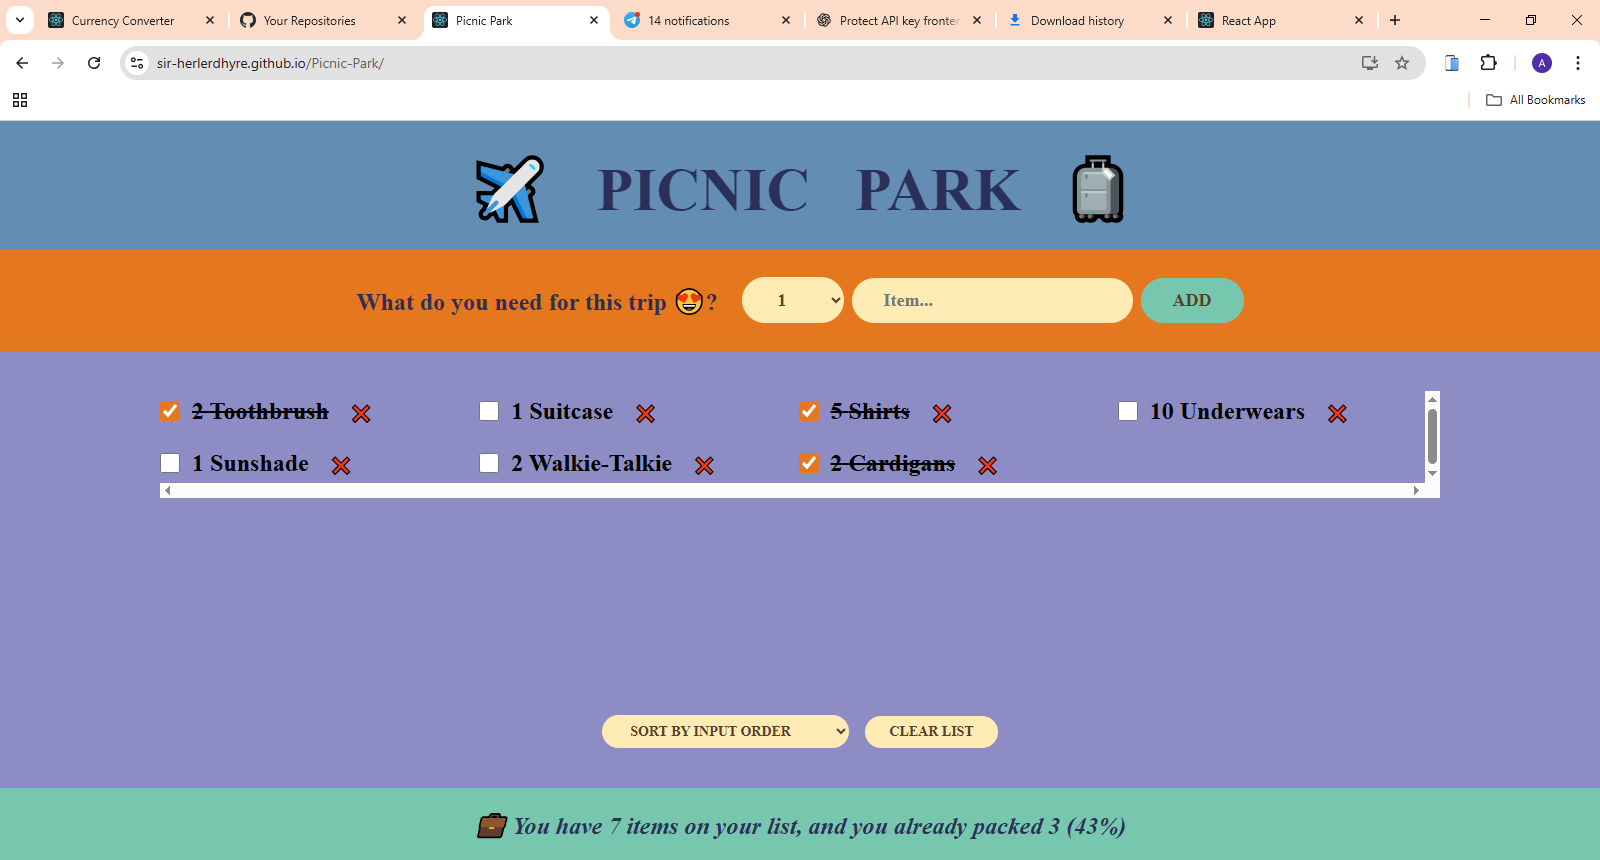 Currency Converter
Your Repositories
Picnic Park
14 notifications
Protect API key fronte
Download history
React App
sir-herlerdhyre.github.io/Picnic-Park/
A
All Bookmarks
PICNIC PARK
What do you need for this trip 😍?
1
Item...
ADD
2 Toothbrush
1 Suitcase
5 Shirts
10 Underwears
1 Sunshade
2 Walkie-Talkie
2 Cardigans
SORT BY INPUT ORDER
CLEAR LIST
💼 You have 7 items on your list, and you already packed 3 (43%)